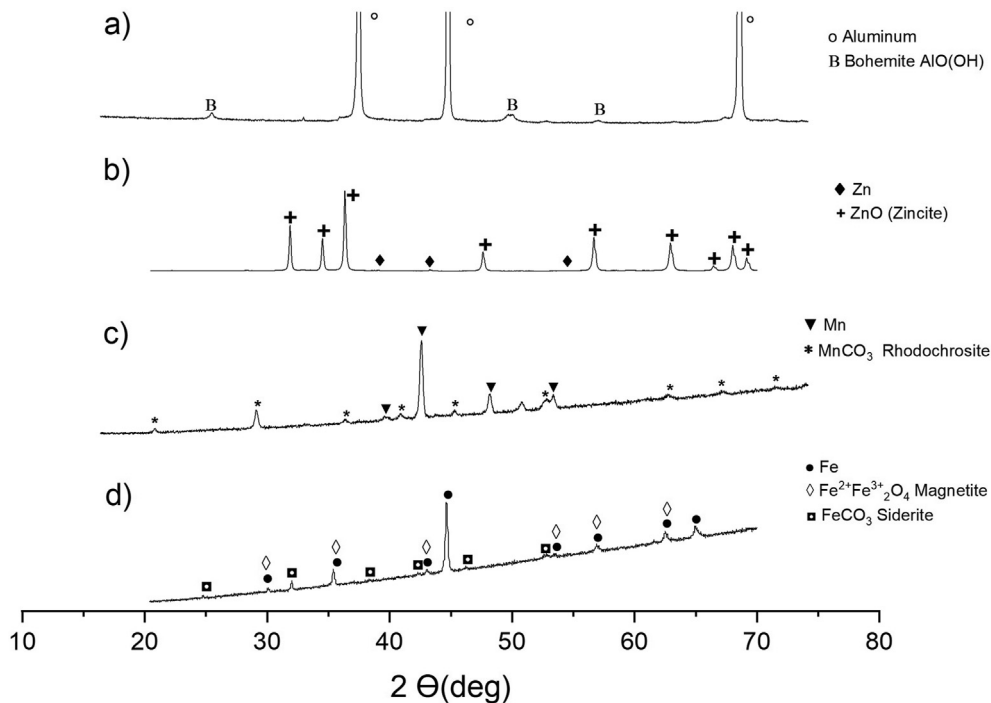 a)
o
o
o
o Aluminum
B Bohemite AlO(OH)
B
B
B
b)
Zn
+ ZnO (Zincite)
c)
Mn
* MnCO₃ Rhodochrosite
d)
Fe
Fe²⁺Fe³⁺₂O₄ Magnetite
FeCO₃ Siderite
10 20 30 40 50 60 70 80
2 Θ(deg)